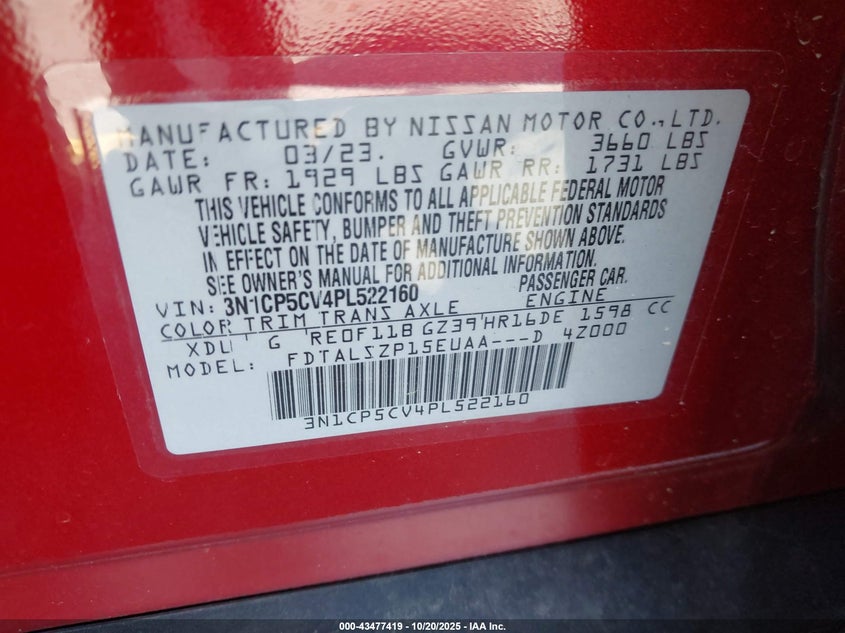 MANUFACTURED BY NISSAN MOTOR CO., LTD.
DATE: 03/23. GVWR: 3660 LBS
GAWR FR: 1929 LBS GAWR RR: 1731 LBS
THIS VEHICLE CONFORMS TO ALL APPLICABLE FEDERAL MOTOR
VEHICLE SAFETY, BUMPER AND THEFT PREVENTION STANDARDS
IN EFFECT ON THE DATE OF MANUFACTURE SHOWN ABOVE.
SEE OWNER'S MANUAL FOR ADDITIONAL INFORMATION.
VIN: 3N1CP5CV4PL522160 PASSENGER CAR.
COLOR TRIM TRANS AXLE ENGINE
XDU G RE0F11B GZ39 HR16DE 1598 CC
MODEL: FDTALSZP15EUAA---D 4Z000
3N1CP5CV4PL522160
000-43477419 - 10/20/2025 - IAA Inc.